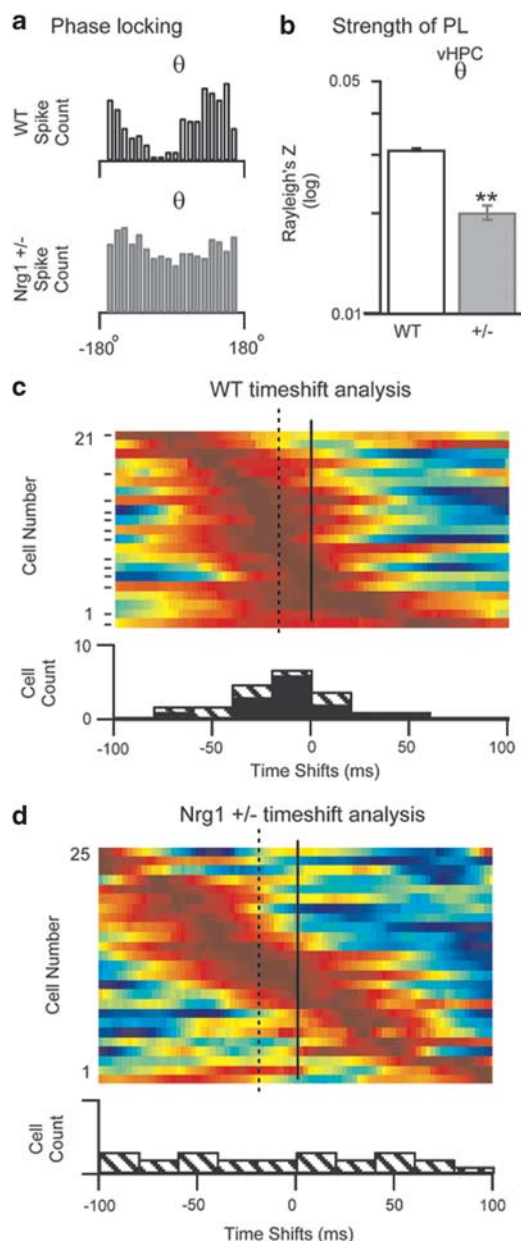 a Phase locking
θ
WT
Spike
Count
θ
Nrg1 +/-
Spike
Count
-180° 180°
b Strength of PL
vHPC
θ
0.05
Rayleigh's Z
(log)
**
0.01
WT +/-
c WT timeshift analysis
21
Cell Number
1
10
Cell
Count
0
-100 -50 0 50 100
Time Shifts (ms)
d Nrg1 +/- timeshift analysis
25
Cell Number
1
Cell
Count
-100 -50 0 50 100
Time Shifts (ms)